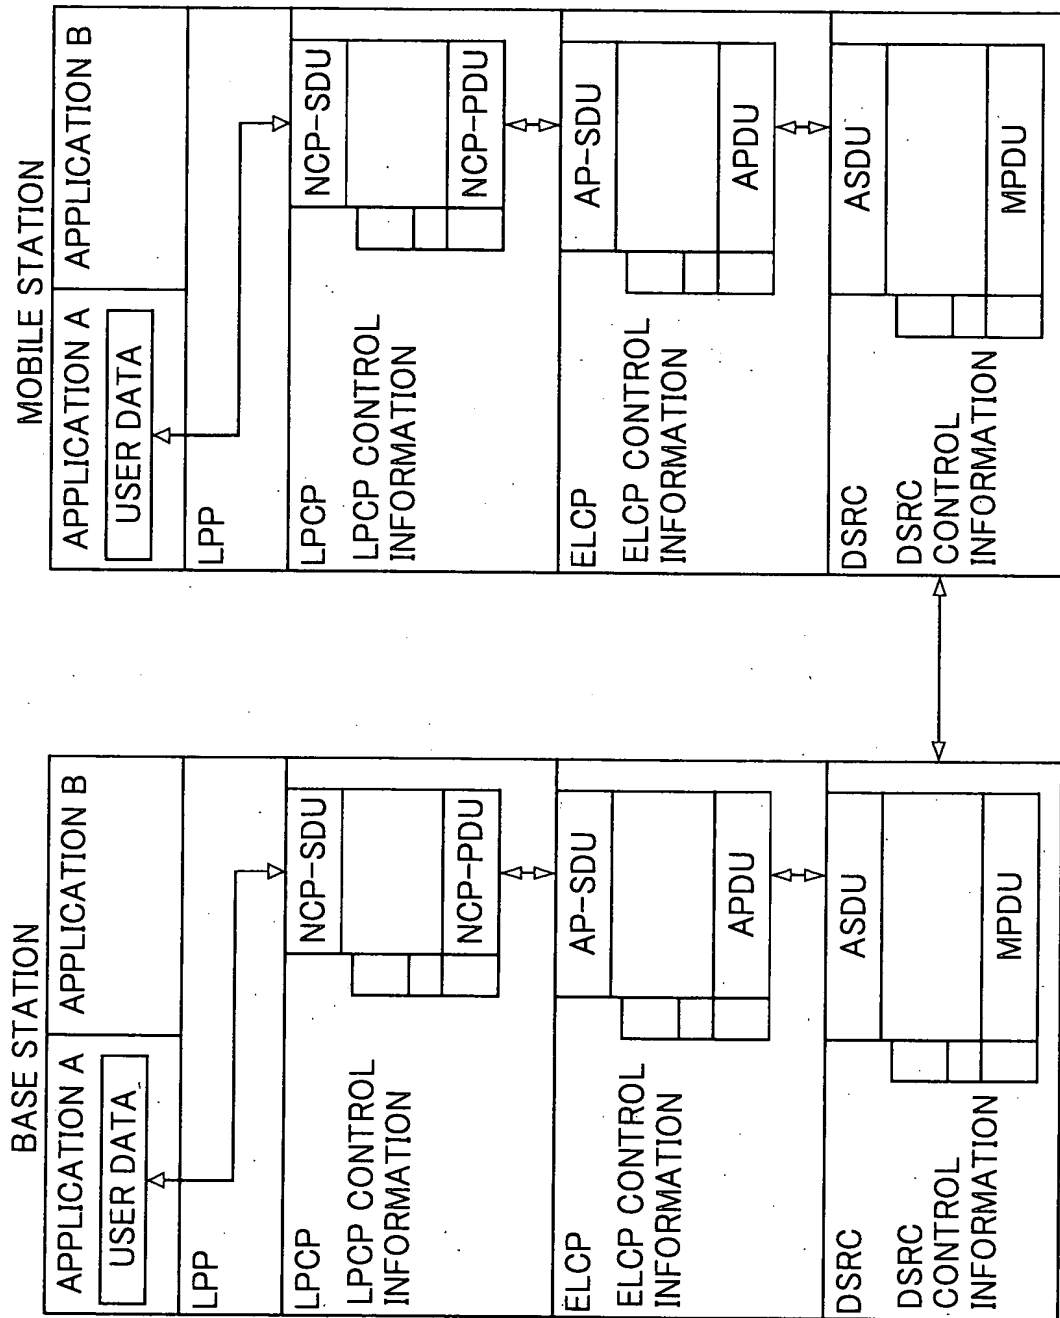 BASE STATION
APPLICATION A
APPLICATION B
USER DATA
LPP
LPCP
NCP-SDU
LPCP CONTROL
INFORMATION
NCP-PDU
ELCP
AP-SDU
ELCP CONTROL
INFORMATION
APDU
DSRC
ASDU
DSRC
CONTROL
INFORMATION
MPDU
MOBILE STATION
APPLICATION A
APPLICATION B
USER DATA
LPP
LPCP
NCP-SDU
LPCP CONTROL
INFORMATION
NCP-PDU
ELCP
AP-SDU
ELCP CONTROL
INFORMATION
APDU
DSRC
ASDU
DSRC
CONTROL
INFORMATION
MPDU